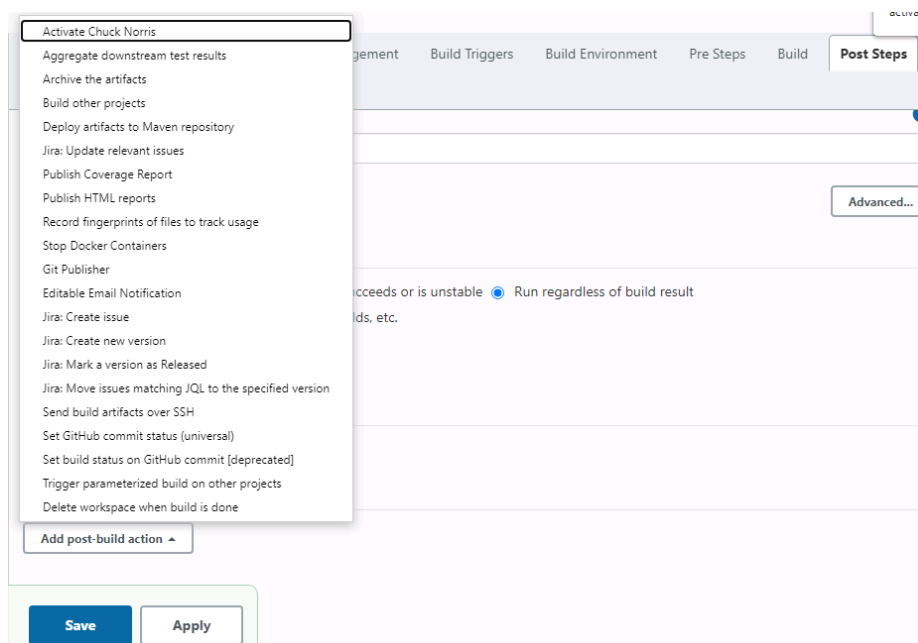 activa
Activate Chuck Norris
Aggregate downstream test results
Archive the artifacts
Build other projects
Deploy artifacts to Maven repository
Jira: Update relevant issues
Publish Coverage Report
Publish HTML reports
Record fingerprints of files to track usage
Stop Docker Containers
Git Publisher
Editable Email Notification
Jira: Create issue
Jira: Create new version
Jira: Mark a version as Released
Jira: Move issues matching JQL to the specified version
Send build artifacts over SSH
Set GitHub commit status (universal)
Set build status on GitHub commit [deprecated]
Trigger parameterized build on other projects
Delete workspace when build is done
gement Build Triggers Build Environment Pre Steps Build Post Steps
Advanced...
cceeds or is unstable Run regardless of build result
lds, etc.
Add post-build action
Save Apply